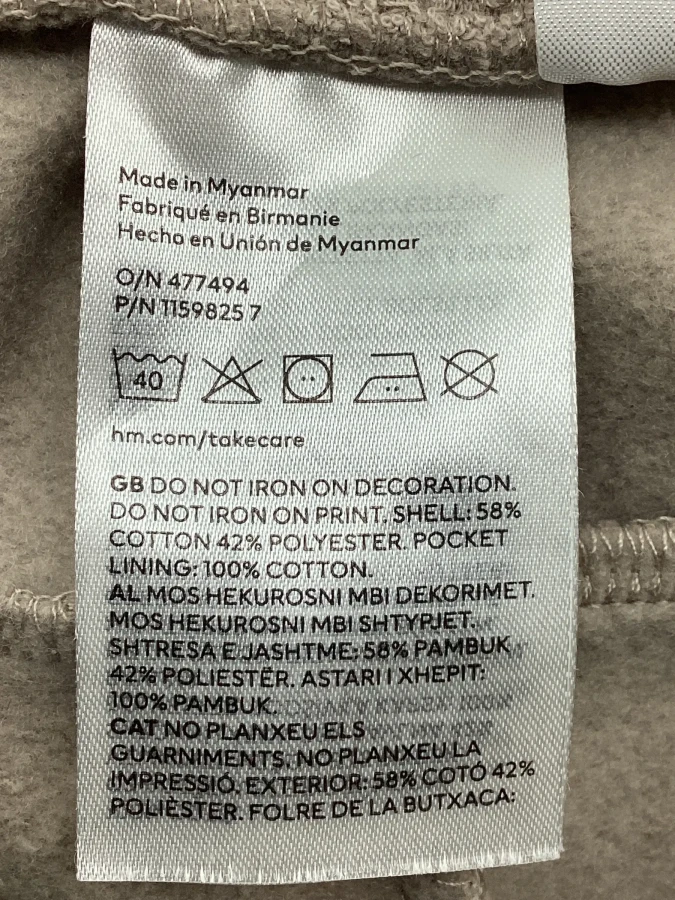 Made in Myanmar
Fabriqué en Birmanie
Hecho en Unión de Myanmar
O/N 477494
P/N 1159825 7
40
hm.com/takecare
GB DO NOT IRON ON DECORATION.
DO NOT IRON ON PRINT. SHELL: 58%
COTTON 42% POLYESTER. POCKET
LINING: 100% COTTON.
AL MOS HEKUROSNI MBI DEKORIMET.
MOS HEKUROSNI MBI SHTYPJET.
SHTRESA E JASHTME: 58% PAMBUK
42% POLIESTËR. ASTARI I XHEPIT:
100% PAMBUK.
CAT NO PLANXEU ELS
GUARNIMENTS. NO PLANXEU LA
IMPRESSIÓ. EXTERIOR: 58% COTÓ 42%
POLIÈSTER. FOLRE DE LA BUTXACA: